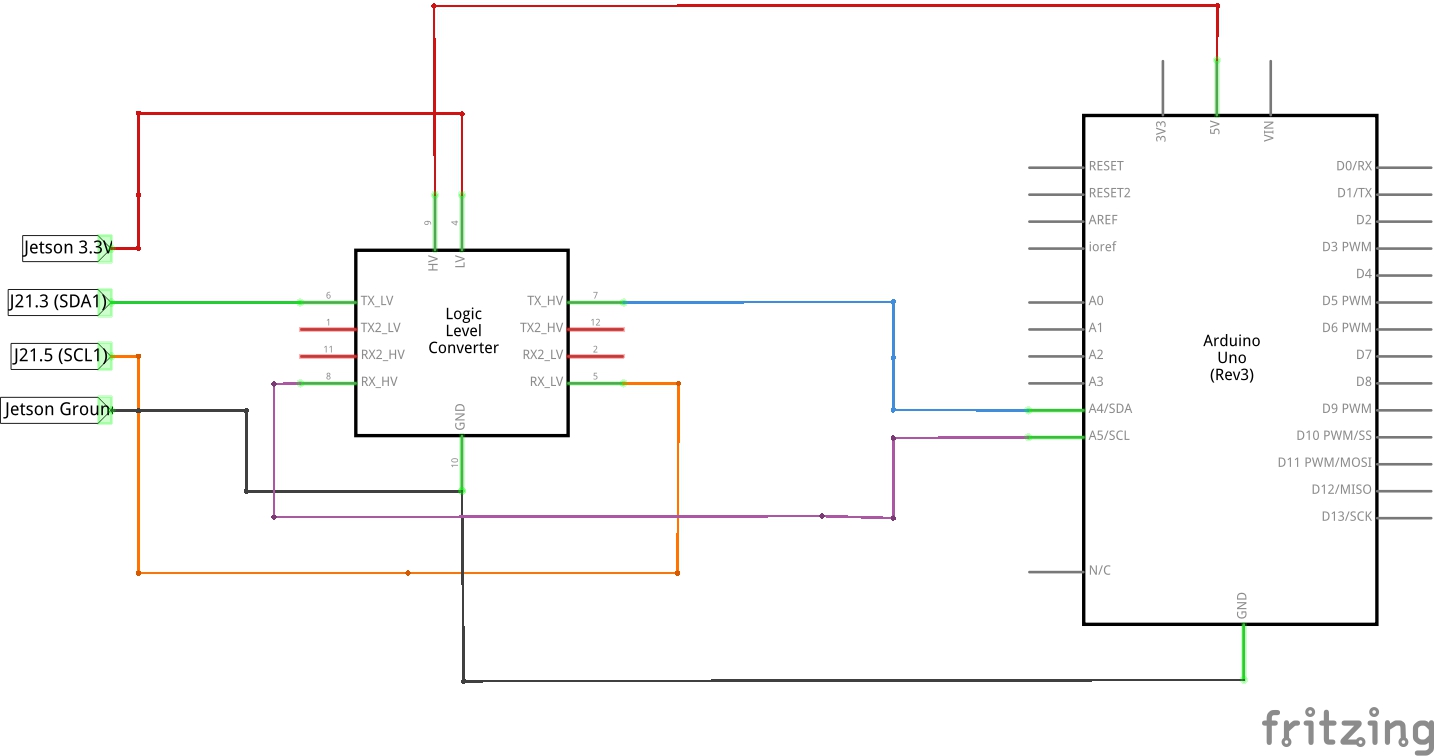 3V3
5V
VIN
RESET
RESET2
AREF
ioref
A0
A1
A2
A3
A4/SDA
A5/SCL
N/C
D0/RX
D1/TX
D2
D3 PWM
D4
D5 PWM
D6 PWM
D7
D8
D9 PWM
D10 PWM/SS
D11 PWM/MOSI
D12/MISO
D13/SCK
GND
Arduino
Uno
(Rev3)
Jetson 3.3V
J21.3 (SDA1)
J21.5 (SCL1)
Jetson Groun
9
4
HV
LV
6
TX_LV
1
TX2_LV
11
RX2_HV
8
RX_HV
Logic
Level
Converter
TX_HV
7
TX2_HV
12
RX2_LV
2
RX_LV
5
GND
10
fritzing